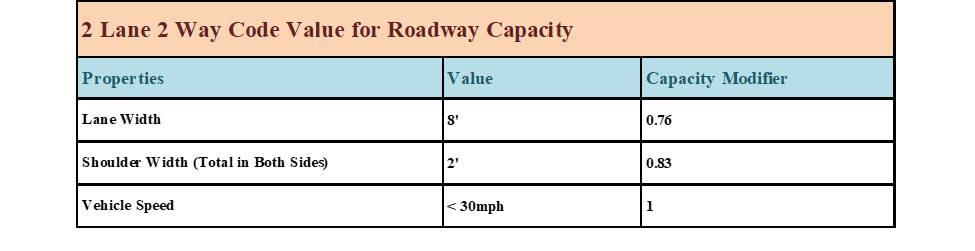 2 Lane 2 Way Code Value for Roadway Capacity
Properties Value Capacity Modifier
Lane Width 8' 0.76
Shoulder Width (Total in Both Sides) 2' 0.83
Vehicle Speed < 30mph 1